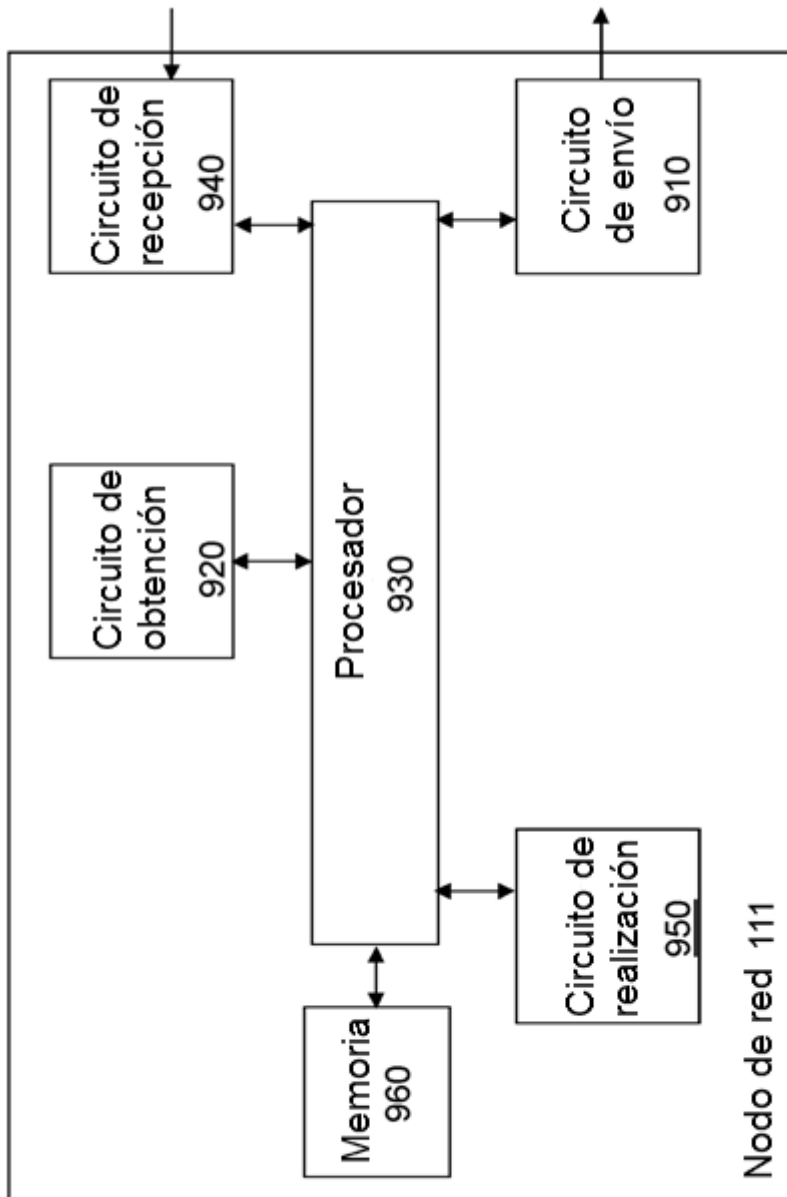 Circuito de
recepción
940
Circuito de
obtención
920
Circuito
de envío
910
Procesador
930
Circuito de
realización
950
Memoria
960
Nodo de red 111